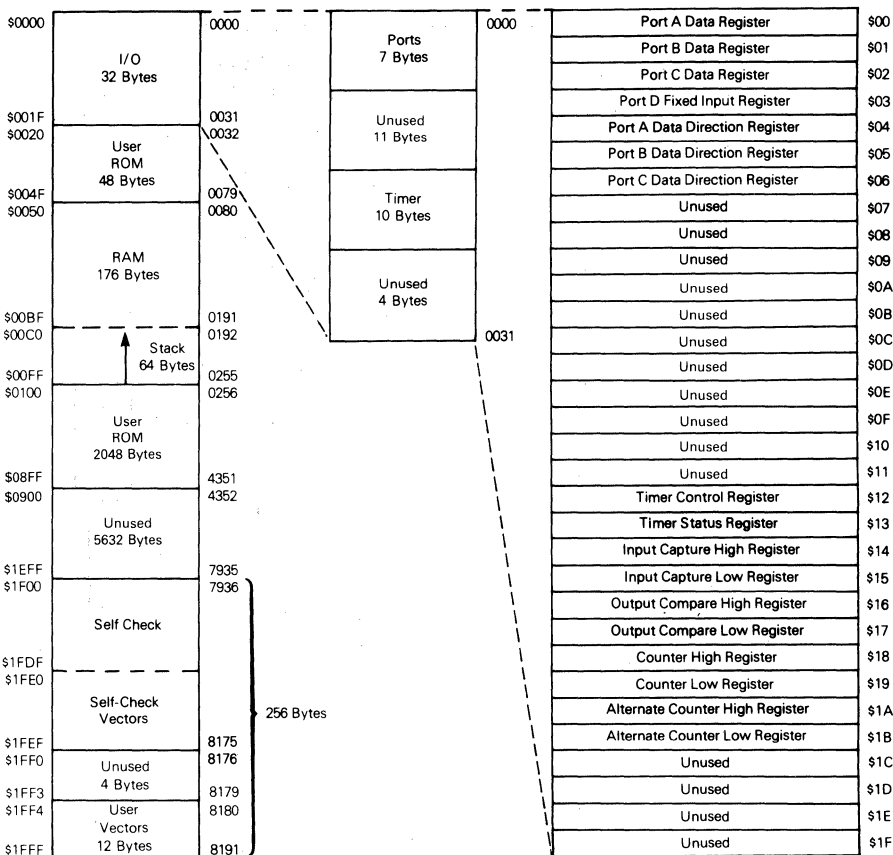 $0000
0000
I/O
32 Bytes
$001F
0031
$0020
0032
User
ROM
48 Bytes
$004F
0079
$0050
0080
RAM
176 Bytes
$00BF
0191
$00C0
0192
Stack
64 Bytes
$00FF
0255
$0100
0256
User
ROM
2048 Bytes
$08FF
4351
$0900
4352
Unused
5632 Bytes
$1EFF
7935
$1F00
7936
Self Check
$1FDF
$1FE0
Self-Check
Vectors
256 Bytes
$1FEF
8175
$1FF0
8176
Unused
4 Bytes
$1FF3
8179
$1FF4
8180
User
Vectors
12 Bytes
$1FFF
8191
0000
Ports
7 Bytes
Unused
11 Bytes
Timer
10 Bytes
Unused
4 Bytes
0031
Port A Data Register $00
Port B Data Register $01
Port C Data Register $02
Port D Fixed Input Register $03
Port A Data Direction Register $04
Port B Data Direction Register $05
Port C Data Direction Register $06
Unused $07
Unused $08
Unused $09
Unused $0A
Unused $0B
Unused $0C
Unused $0D
Unused $0E
Unused $0F
Unused $10
Unused $11
Timer Control Register $12
Timer Status Register $13
Input Capture High Register $14
Input Capture Low Register $15
Output Compare High Register $16
Output Compare Low Register $17
Counter High Register $18
Counter Low Register $19
Alternate Counter High Register $1A
Alternate Counter Low Register $1B
Unused $1C
Unused $1D
Unused $1E
Unused $1F